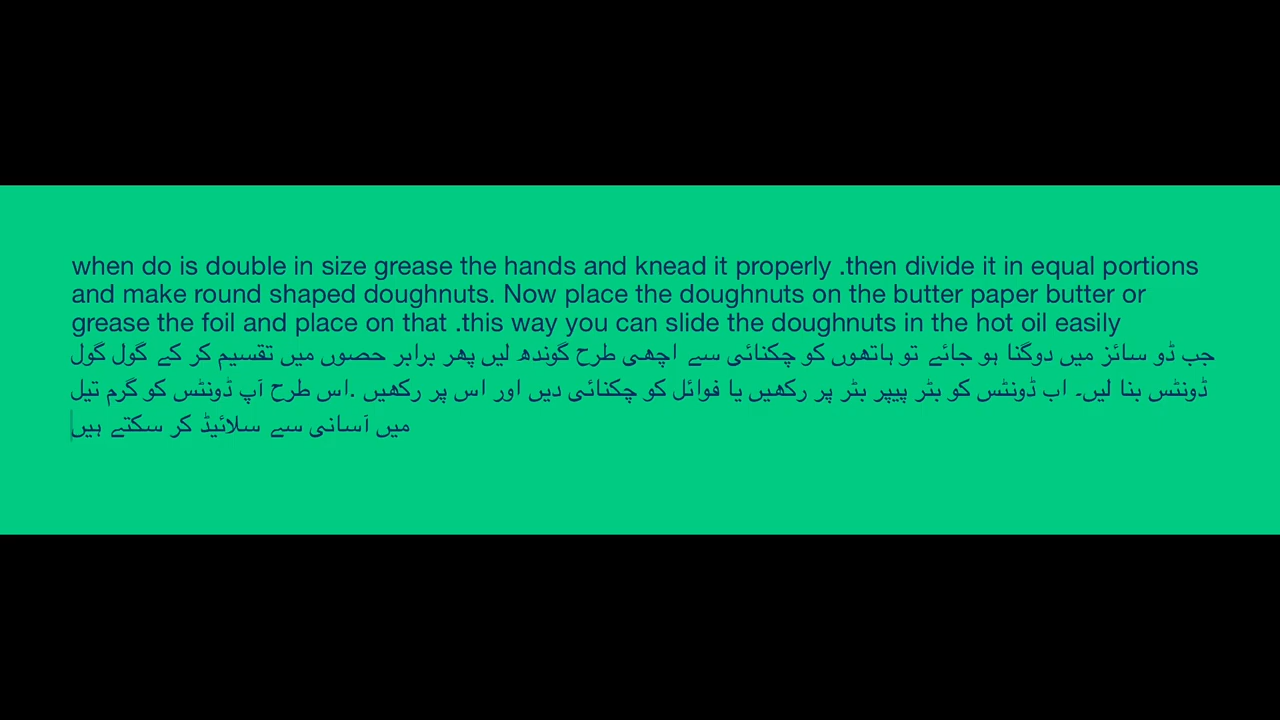 when do is double in size grease the hands and knead it properly .then divide it in equal portions
and make round shaped doughnuts. Now place the doughnuts on the butter paper butter or
grease the foil and place on that .this way you can slide the doughnuts in the hot oil easily
جب ڈو سائز میں دوگنا ہو جائے تو ہاتھوں کو چکنائی سے اچھی طرح گوندھ لیں پھر برابر حصوں میں تقسیم کر کے گول گول
ڈونٹس بنا لیں۔ اب ڈونٹس کو بٹر پیپر بٹر پر رکھیں یا فوائل کو چکنائی دیں اور اس پر رکھیں .اس طرح آپ ڈونٹس کو گرم تیل
میں آسانی سے سلائیڈ کر سکتے ہیں